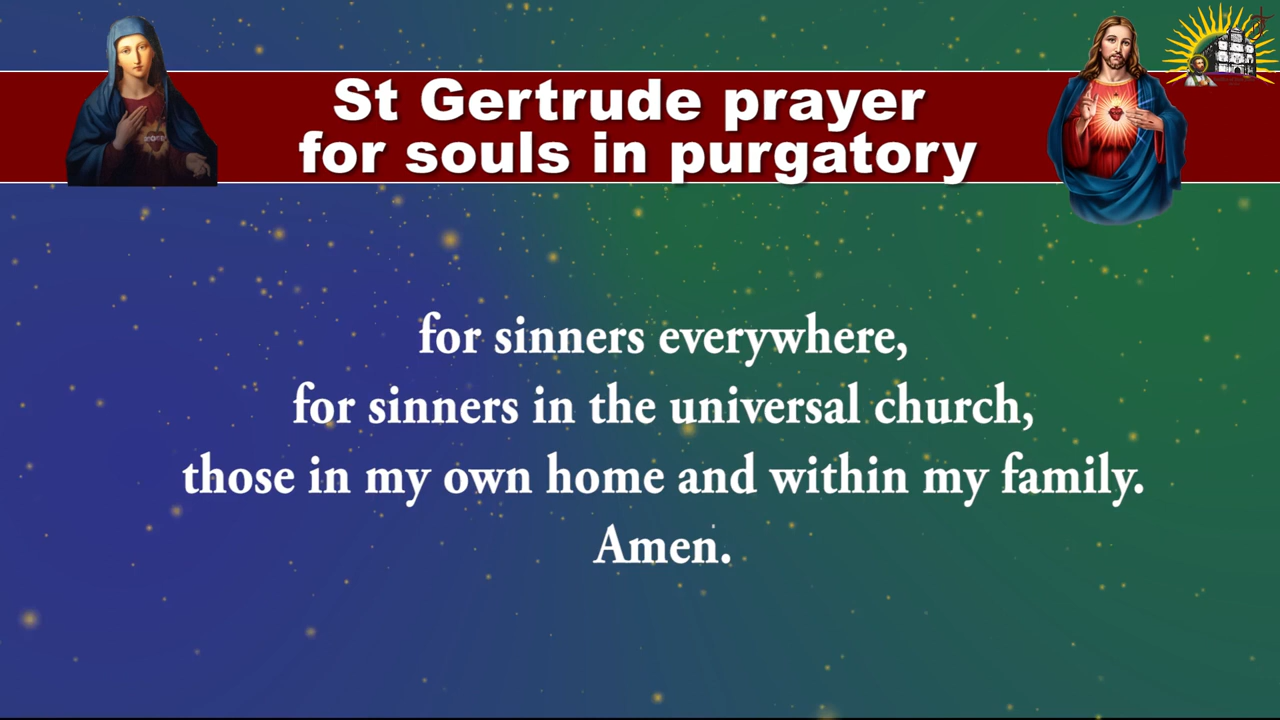 St Gertrude prayer
for souls in purgatory
for sinners everywhere,
for sinners in the universal church,
those in my own home and within my family.
Amen.